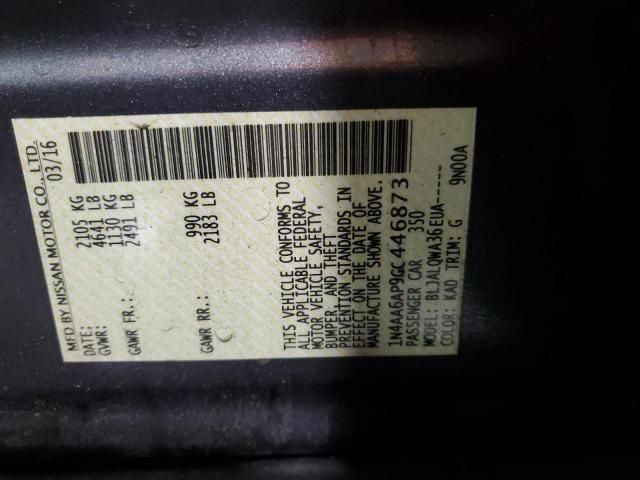 MFD BY NISSAN MOTOR CO., LTD.
DATE: 03/16
GVWR: 2105 KG
4641 LB
GAWR FR.: 1130 KG
2491 LB
GAWR RR.: 990 KG
2183 LB
THIS VEHICLE CONFORMS TO
ALL APPLICABLE FEDERAL
MOTOR VEHICLE SAFETY,
BUMPER, AND THEFT
PREVENTION STANDARDS IN
EFFECT ON THE DATE OF
MANUFACTURE SHOWN ABOVE.
1N4AA6AP9GC446873
PASSENGER CAR 350
MODEL: BLJALQWA36EUA-----
COLOR: KAD TRIM: G 9N00A